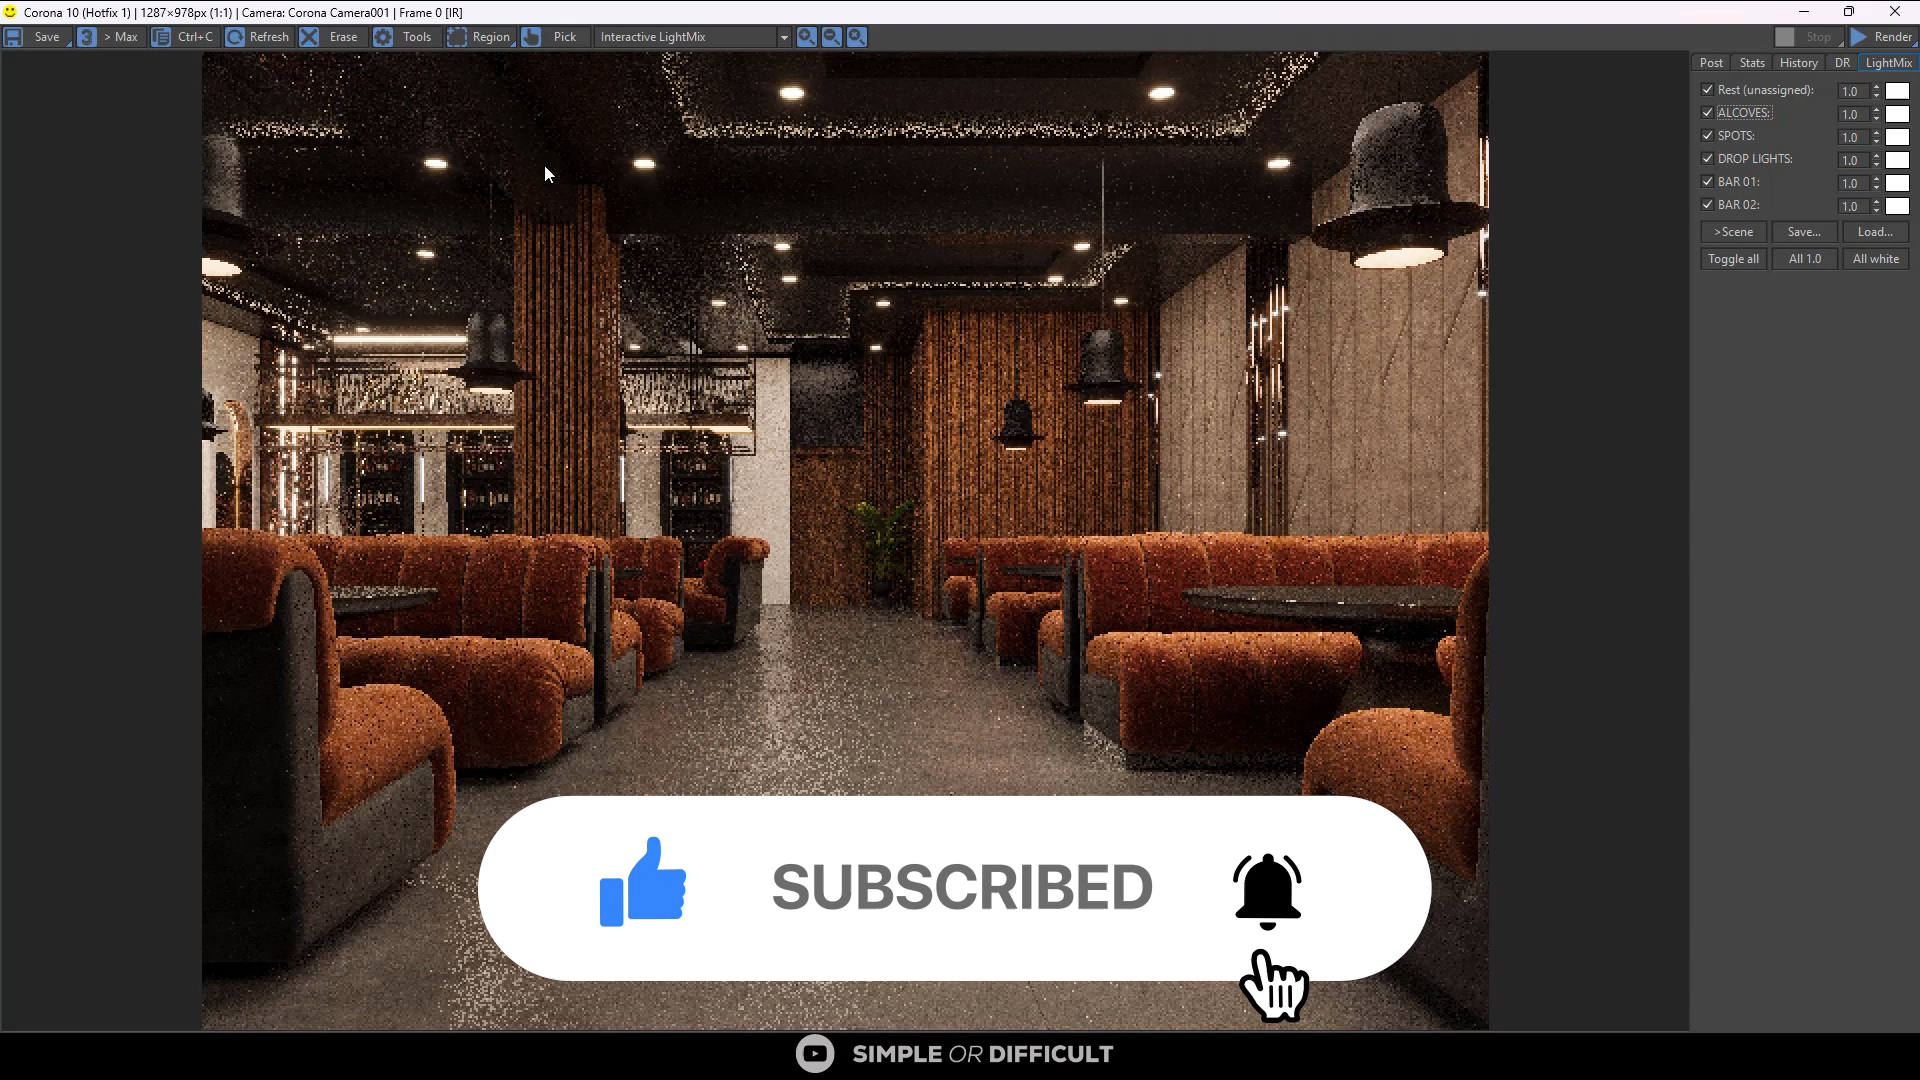 Corona 10 (Hotfix 1) | 1287×978px (1:1) | Camera: Corona Camera001 | Frame 0 [IR]
Save 3 > Max Ctrl+C Refresh Erase Tools Region Pick Interactive LightMix Stop Render
Post Stats History DR LightMix
Rest (unassigned): 1.0
ALCOVES: 1.0
SPOTS: 1.0
DROP LIGHTS: 1.0
BAR 01: 1.0
BAR 02: 1.0
>Scene Save... Load...
Toggle all All 1.0 All white
SUBSCRIBED
SIMPLE OR DIFFICULT